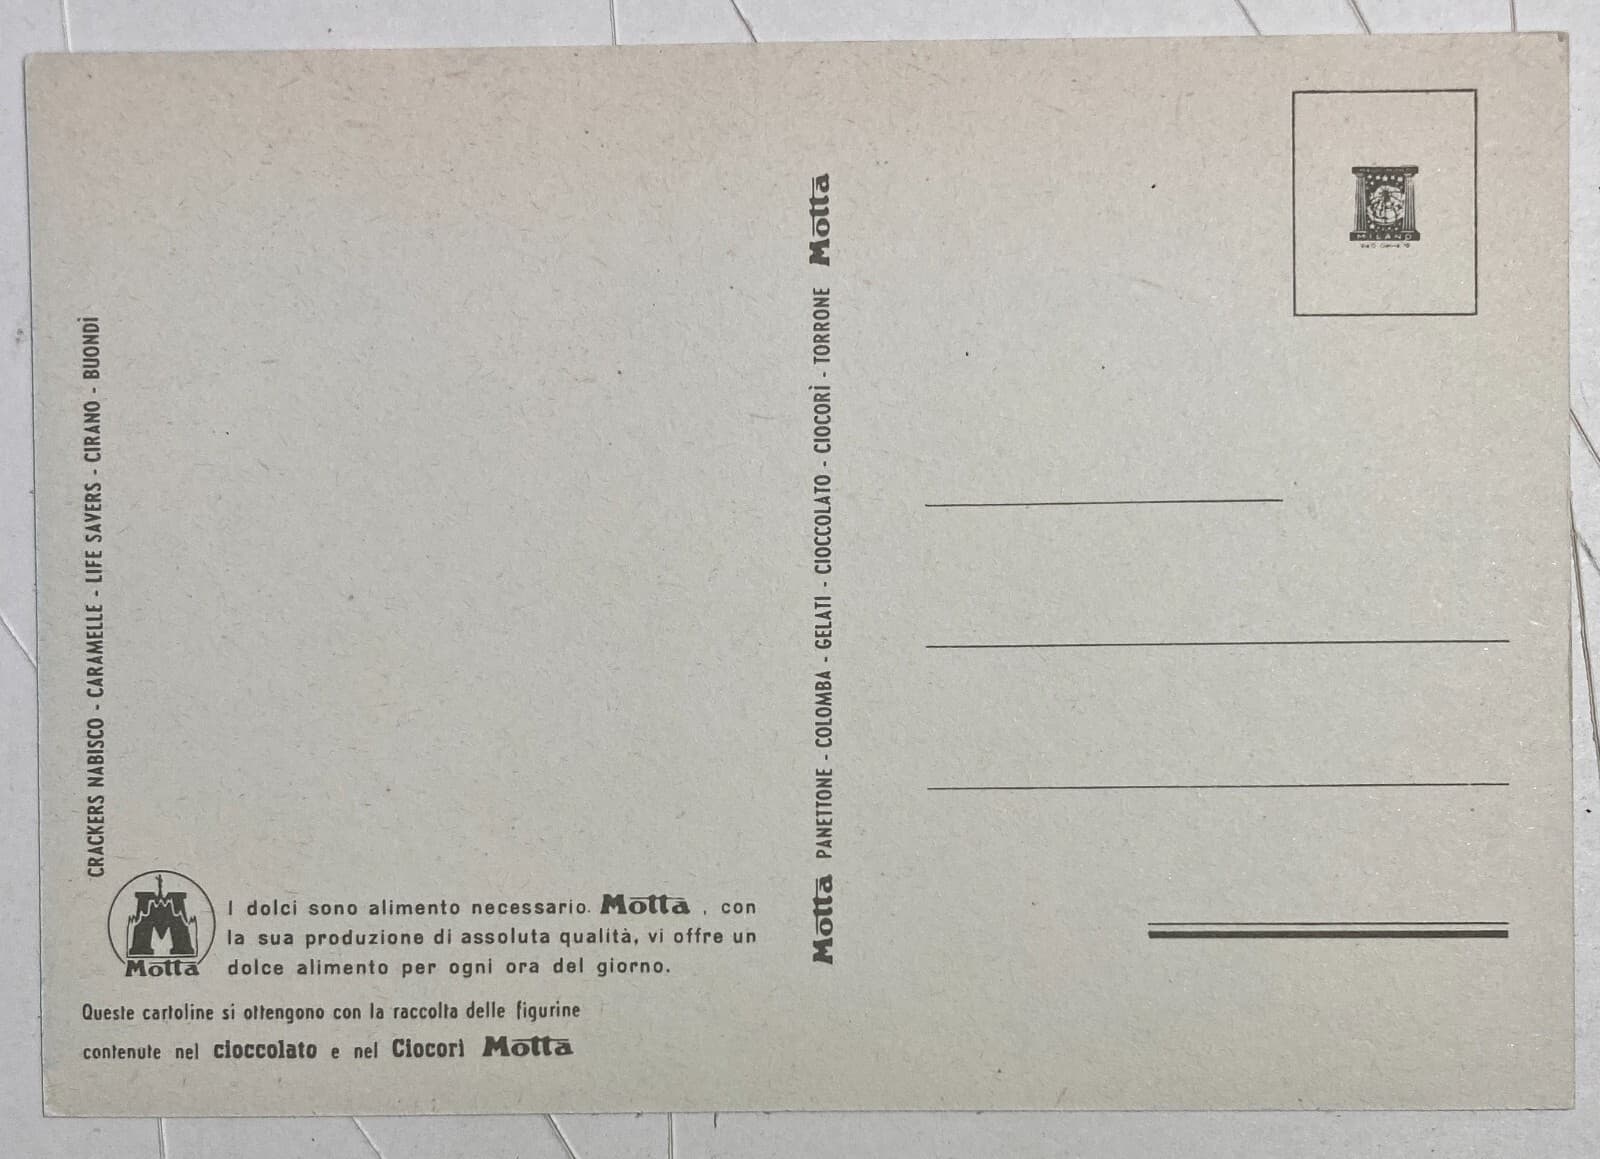 CRACKERS NABISCO - CARAMELLE - LIFE SAVERS - CIRANO - BUONDÌ
Motta
I dolci sono alimento necessario. Motta, con
la sua produzione di assoluta qualità, vi offre un
dolce alimento per ogni ora del giorno.
Queste cartoline si ottengono con la raccolta delle figurine
contenute nel cioccolato e nel Ciocorì Motta
Motta PANETTONE - COLOMBA - GELATI - CIOCCOLATO - CIOCORÌ - TORRONE Motta
MILANO